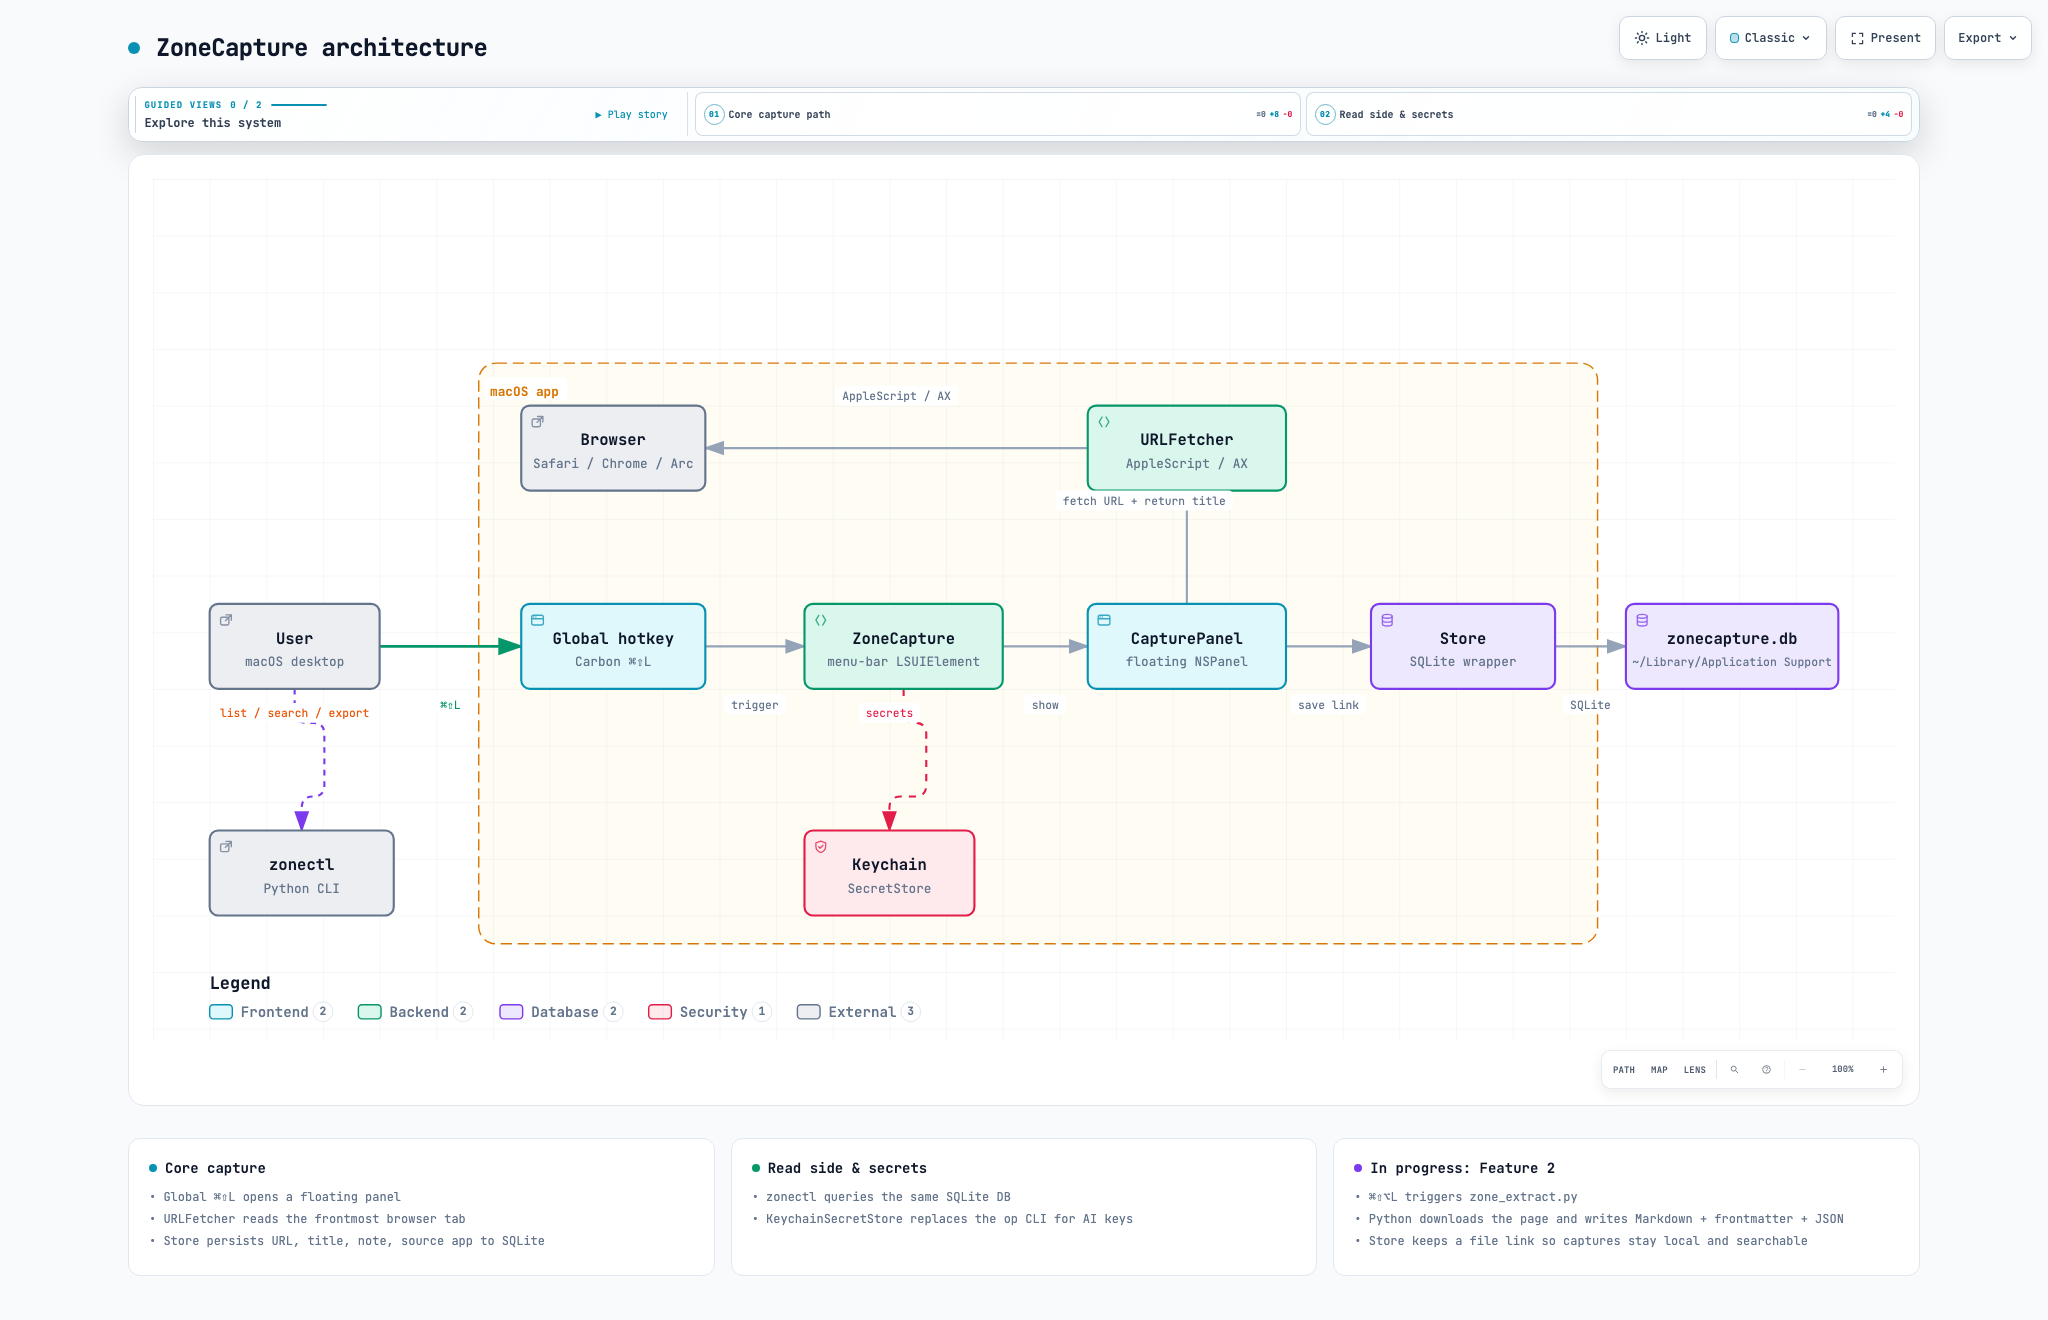 ZoneCapture architecture
Light
Classic
Present
Export
GUIDED VIEWS 0 / 2
Explore this system
▶ Play story
01 Core capture path
=0 +8 -0
02 Read side & secrets
=0 +4 -0
macOS app
AppleScript / AX
Browser
Safari / Chrome / Arc
URLFetcher
AppleScript / AX
fetch URL + return title
User
macOS desktop
Global hotkey
Carbon ⌘⇧L
ZoneCapture
menu-bar LSUIElement
CapturePanel
floating NSPanel
Store
SQLite wrapper
zonecapture.db
~/Library/Application Support
list / search / export
⌘⇧L
trigger
secrets
show
save link
SQLite
zonectl
Python CLI
Keychain
SecretStore
Legend
Frontend 2
Backend 2
Database 2
Security 1
External 3
PATH MAP LENS
100%
Core capture
• Global ⌘⇧L opens a floating panel
• URLFetcher reads the frontmost browser tab
• Store persists URL, title, note, source app to SQLite
Read side & secrets
• zonectl queries the same SQLite DB
• KeychainSecretStore replaces the op CLI for AI keys
In progress: Feature 2
• ⌘⇧⌥L triggers zone_extract.py
• Python downloads the page and writes Markdown + frontmatter + JSON
• Store keeps a file link so captures stay local and searchable